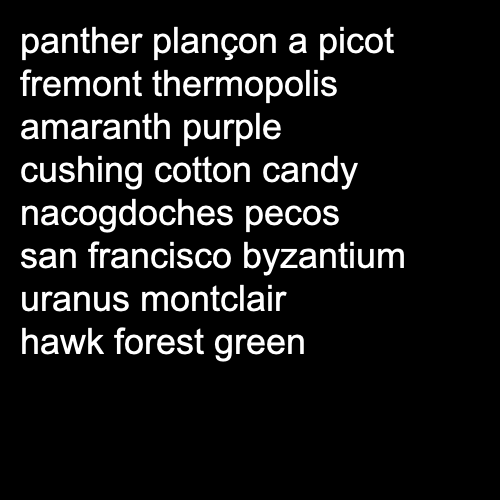 panther plançon a picot
fremont thermopolis
amaranth purple
cushing cotton candy
nacogdoches pecos
san francisco byzantium
uranus montclair
hawk forest green